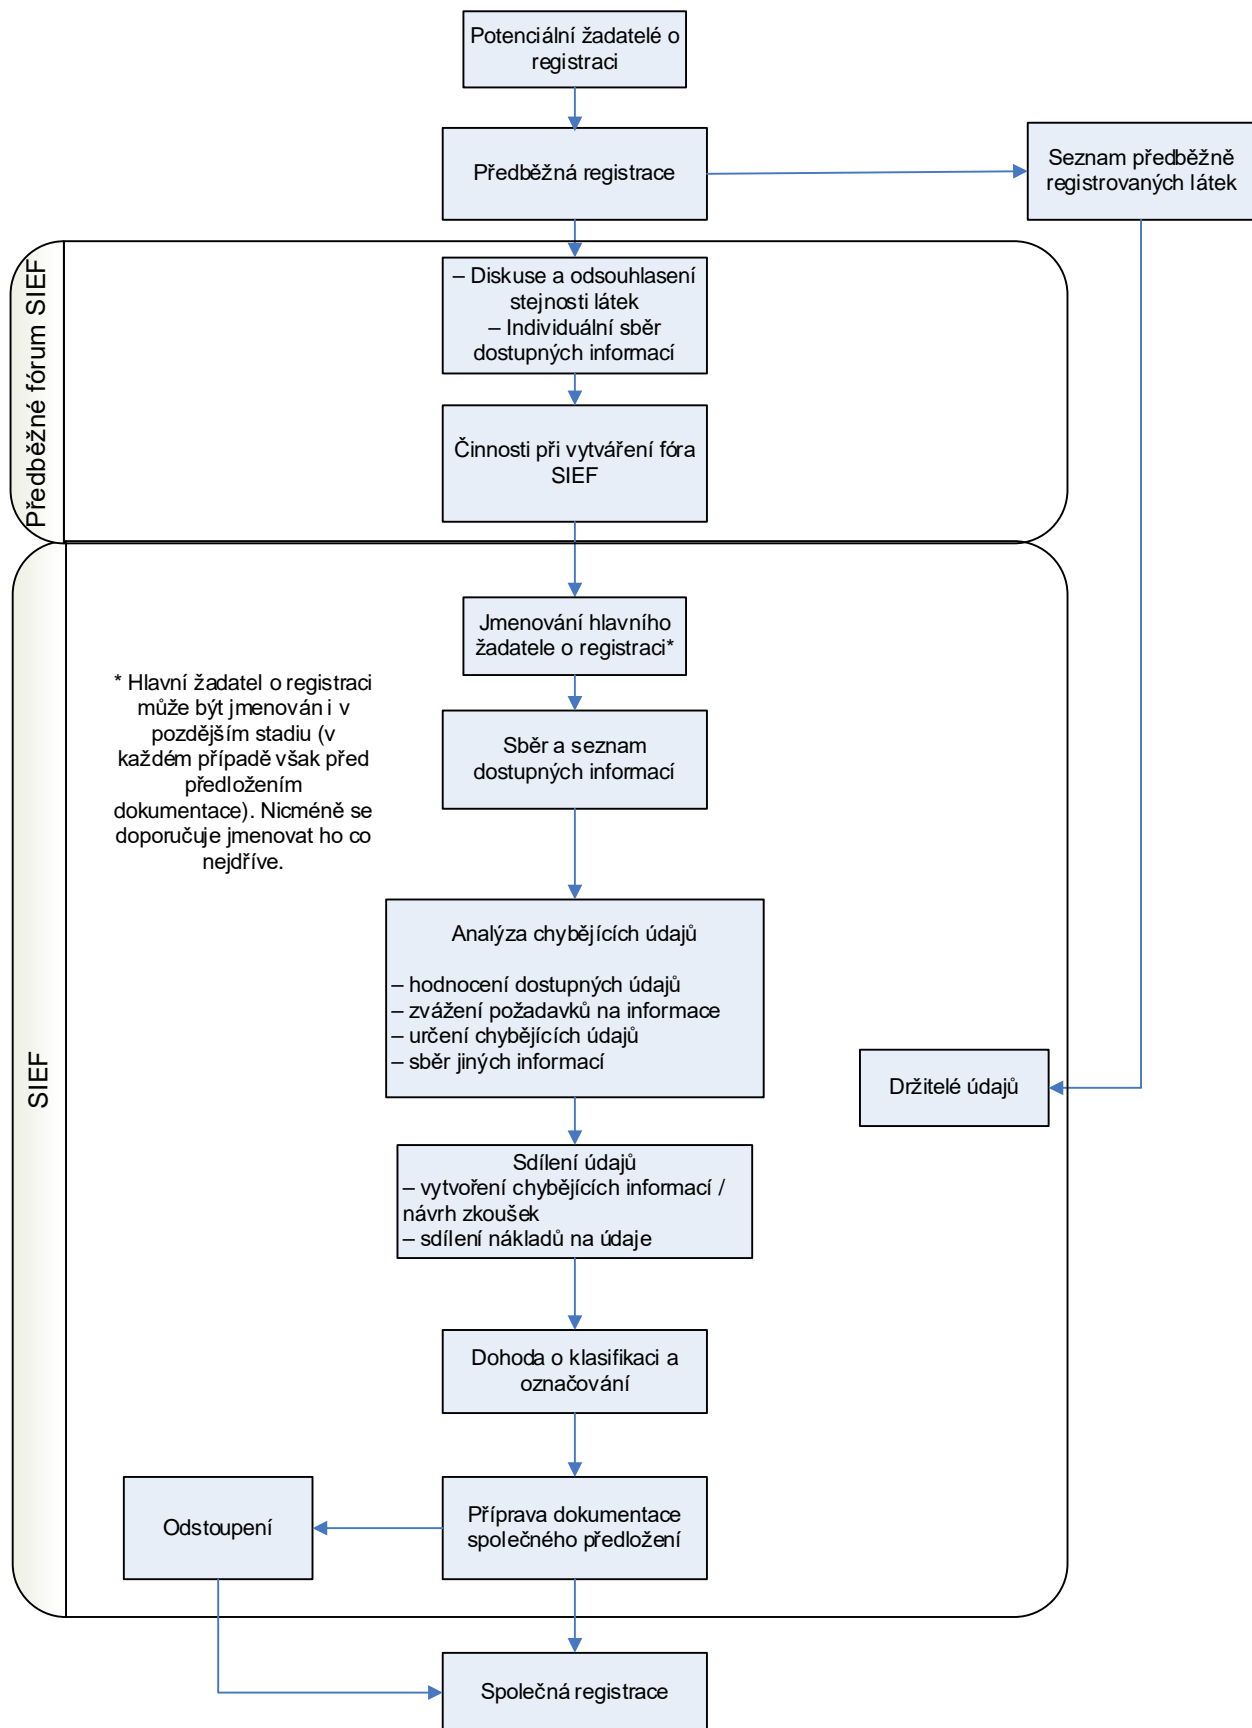 Potenciální žadatelé o
registraci
Předběžná registrace
Seznam předběžně
registrovaných látek
Předběžné fórum SIEF
– Diskuse a odsouhlasení
stejnosti látek
– Individuální sběr
dostupných informací
Činnosti při vytváření fóra
SIEF
SIEF
Jmenování hlavního
žadatele o registraci*
* Hlavní žadatel o registraci
může být jmenován i v
pozdějším stadiu (v
každém případě však před
předložením
dokumentace). Nicméně se
doporučuje jmenovat ho co
nejdříve.
Sběr a seznam
dostupných informací
Analýza chybějících údajů
– hodnocení dostupných údajů
– zvážení požadavků na informace
– určení chybějících údajů
– sběr jiných informací
Držitelé údajů
Sdílení údajů
– vytvoření chybějících informací /
návrh zkoušek
– sdílení nákladů na údaje
Dohoda o klasifikaci a
označování
Odstoupení
Příprava dokumentace
společného předložení
Společná registrace